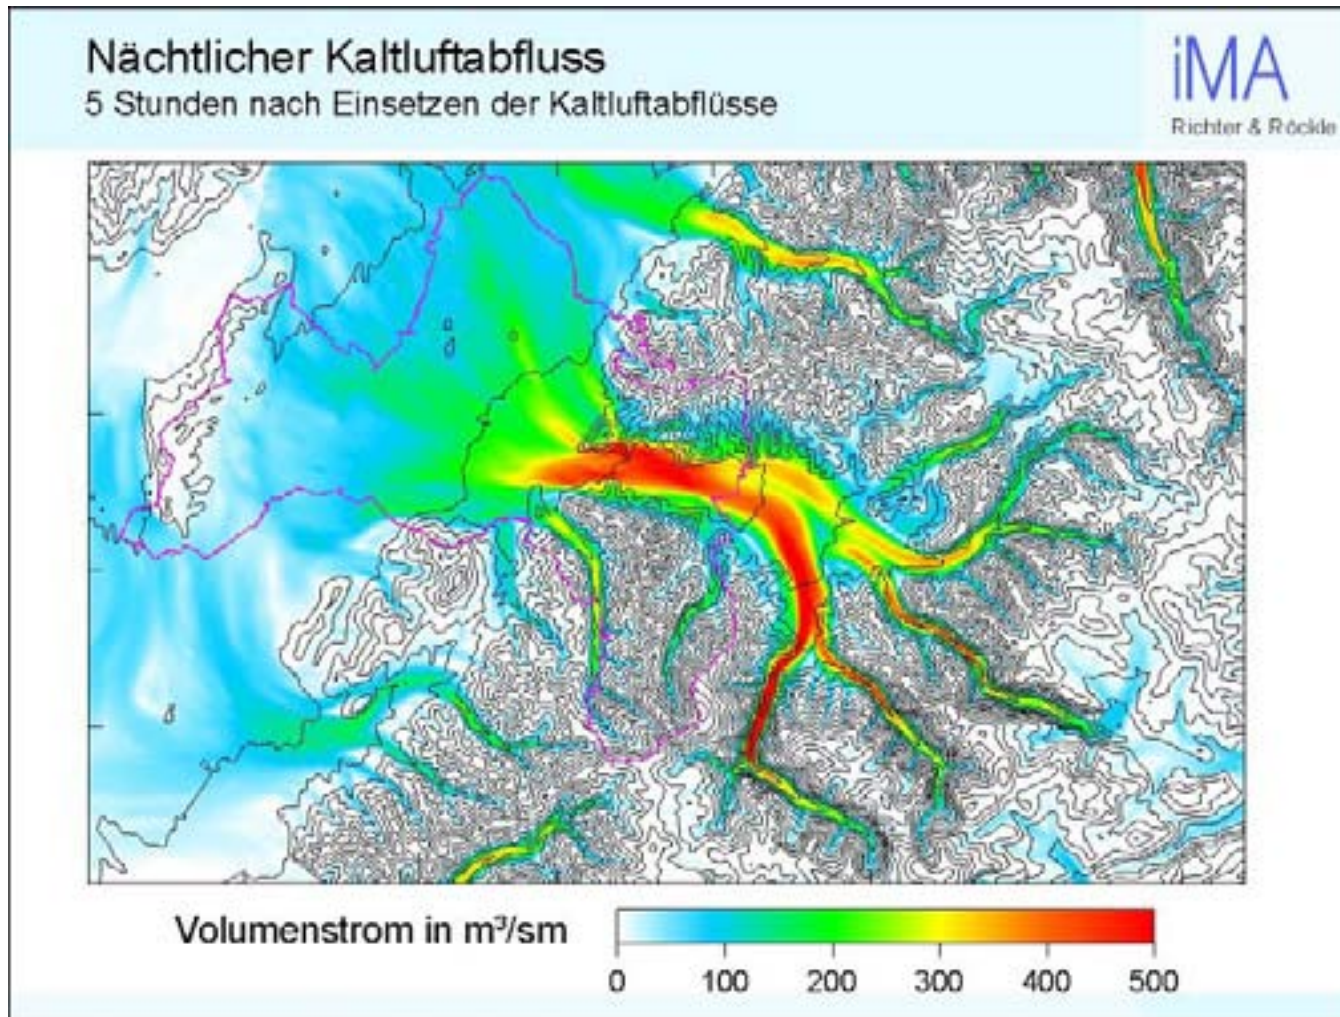 Nächtlicher Kaltluftabfluss
5 Stunden nach Einsetzen der Kaltluftabflüsse
iMA
Richter & Röckle
Volumenstrom in m³/sm
0 100 200 300 400 500